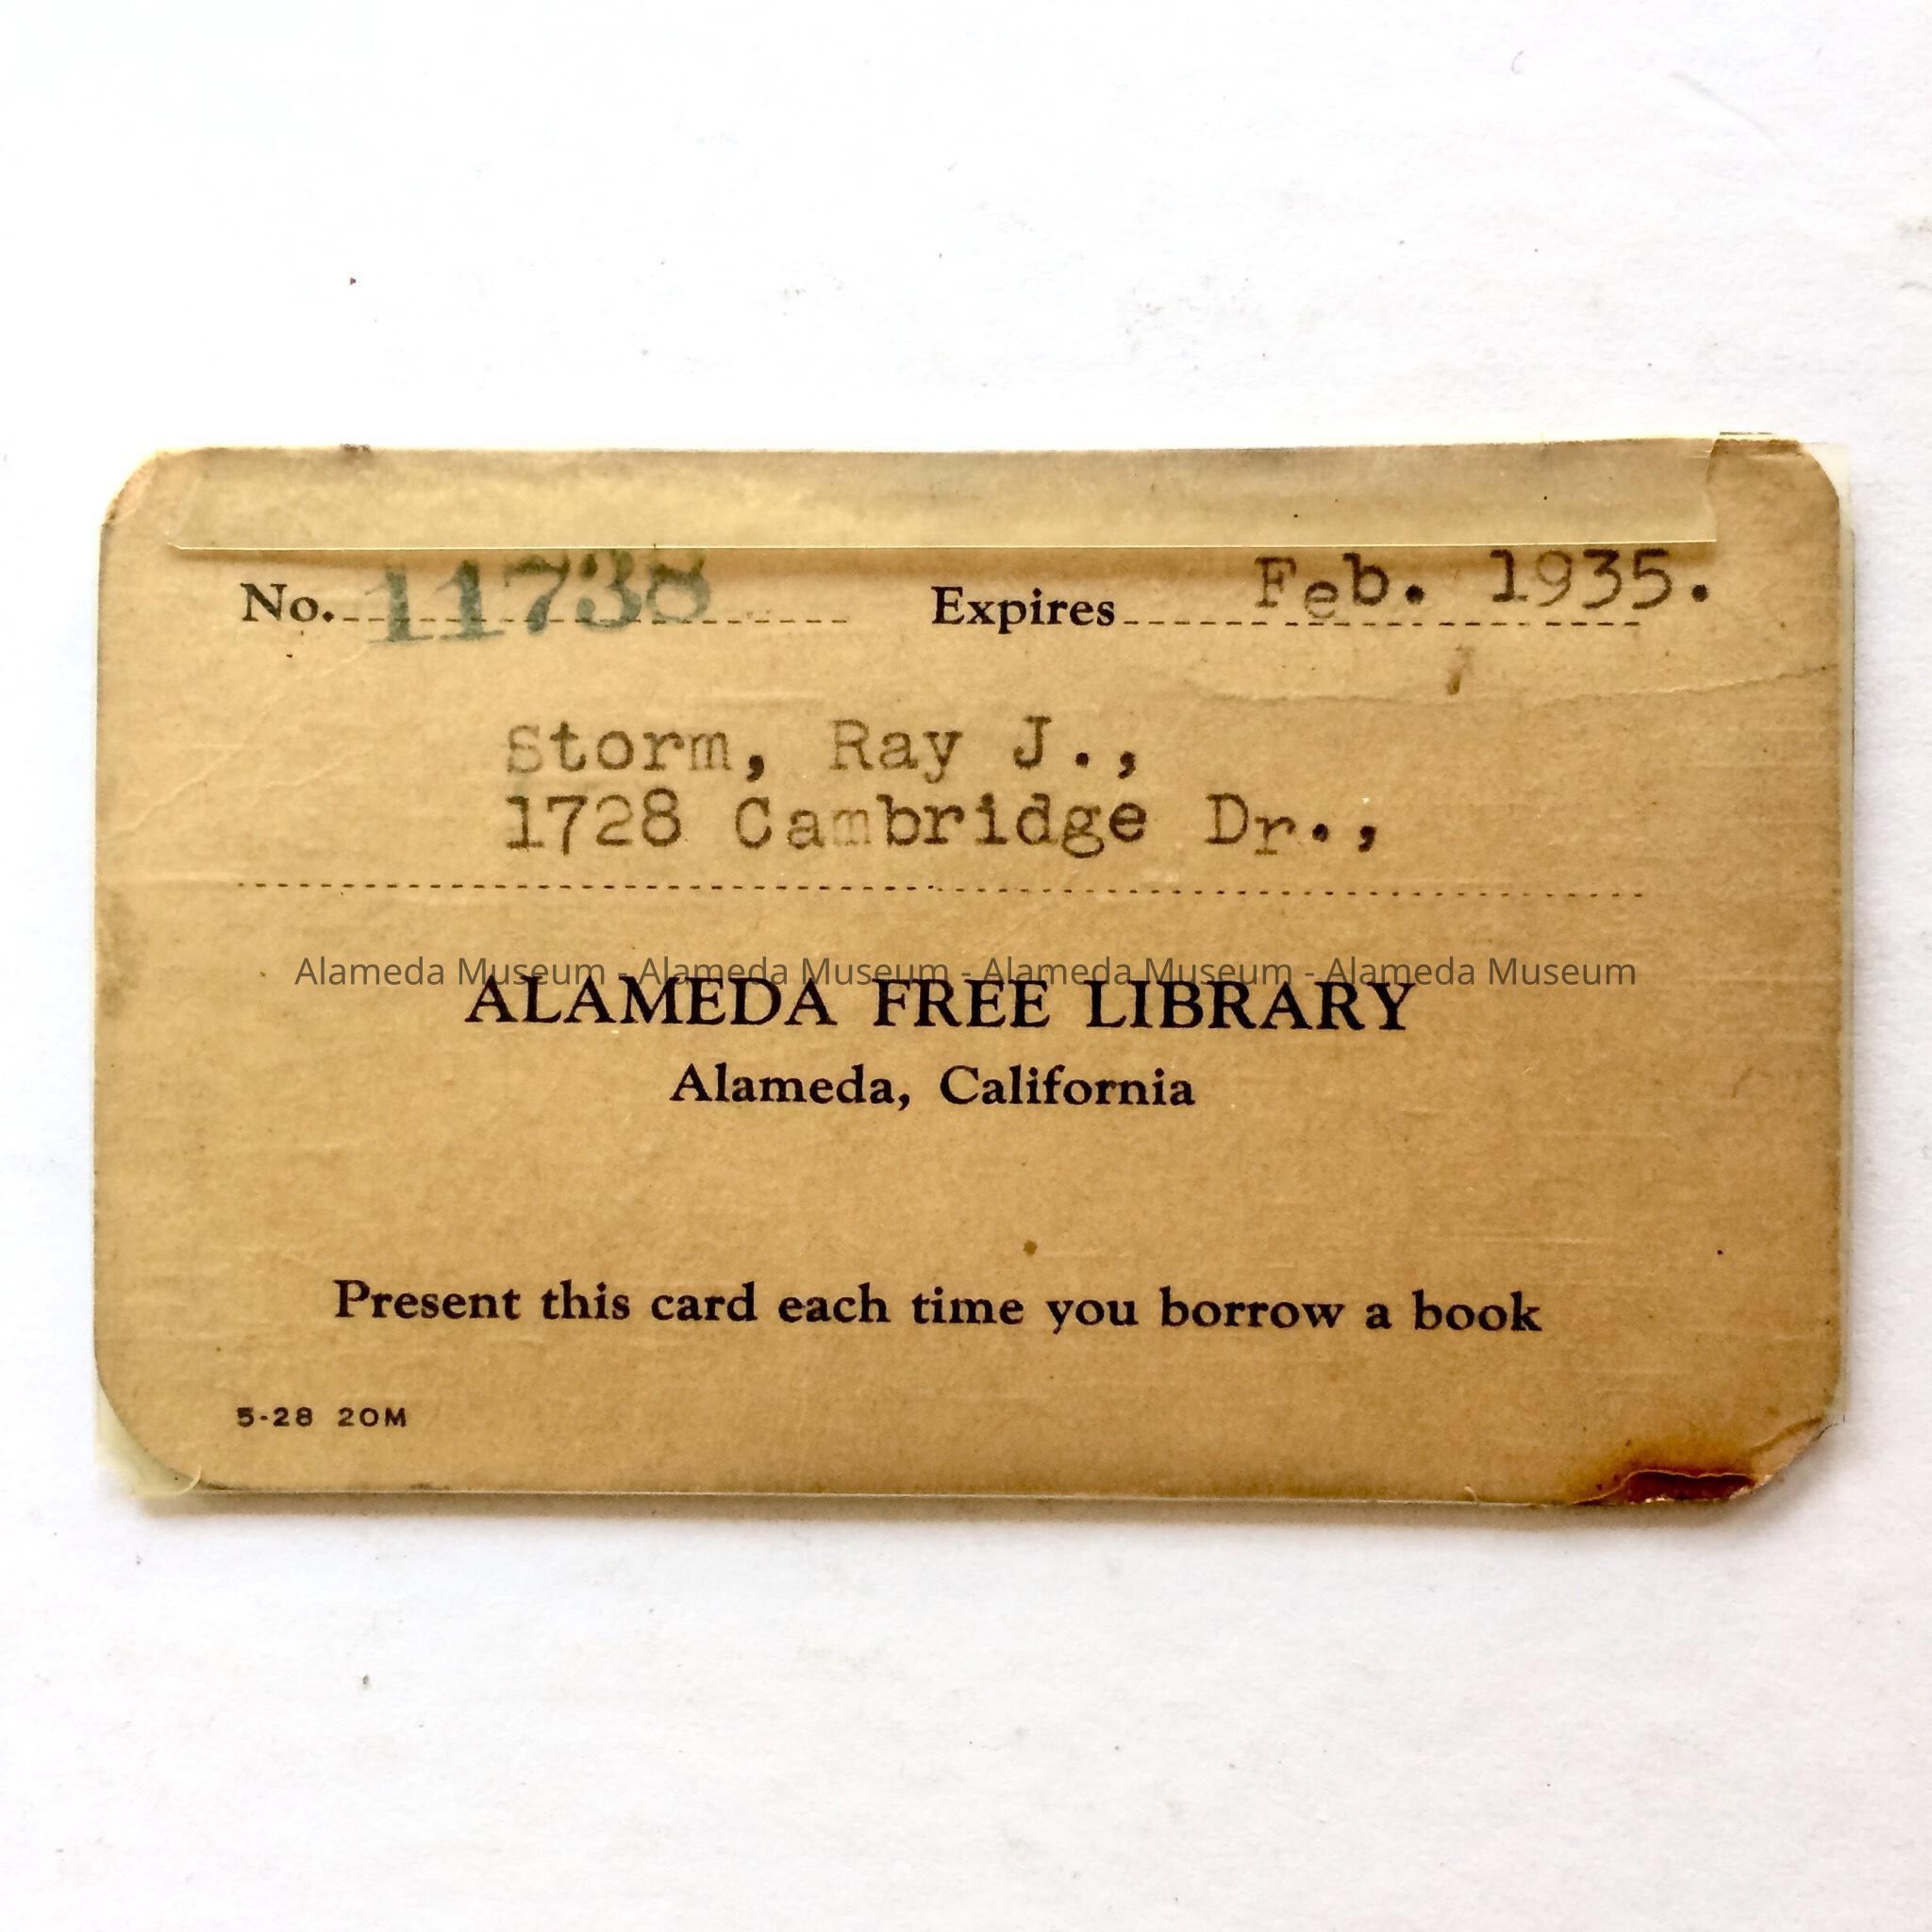 No. 11738 Expires Feb. 1935.
Storm, Ray J.,
1728 Cambridge Dr.,
Alameda Museum - Alameda Museum - Alameda Museum - Alameda Museum
ALAMEDA FREE LIBRARY
Alameda, California
Present this card each time you borrow a book
5-28 20M